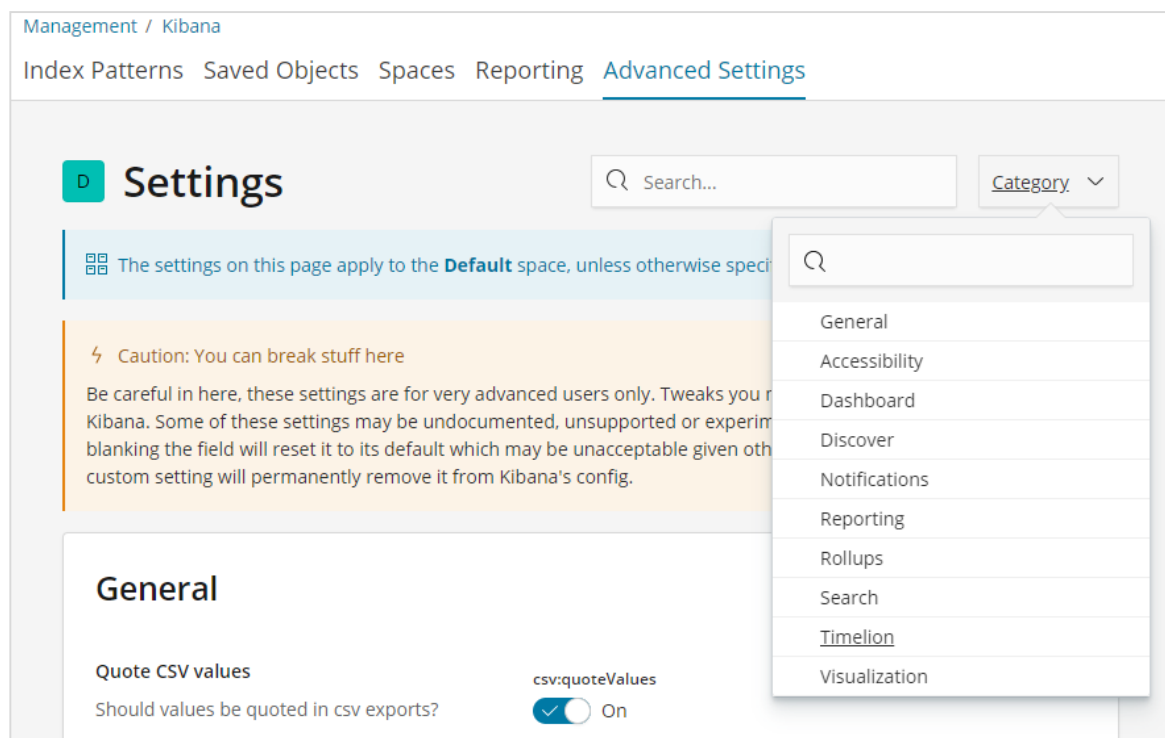 Management / Kibana
Index Patterns Saved Objects Spaces Reporting Advanced Settings
D Settings
Search...
Category
The settings on this page apply to the Default space, unless otherwise
Caution: You can break stuff here
Be careful in here, these settings are for very advanced users only. Tweaks you
Kibana. Some of these settings may be undocumented, unsupported or
blanking the field will reset it to its default which may be unacceptable given
custom setting will permanently remove it from Kibana's config.
General
Accessibility
Dashboard
Discover
Notifications
Reporting
Rollups
Search
Timelion
Visualization
General
Quote CSV values
Should values be quoted in csv exports?
csv:quoteValues
On